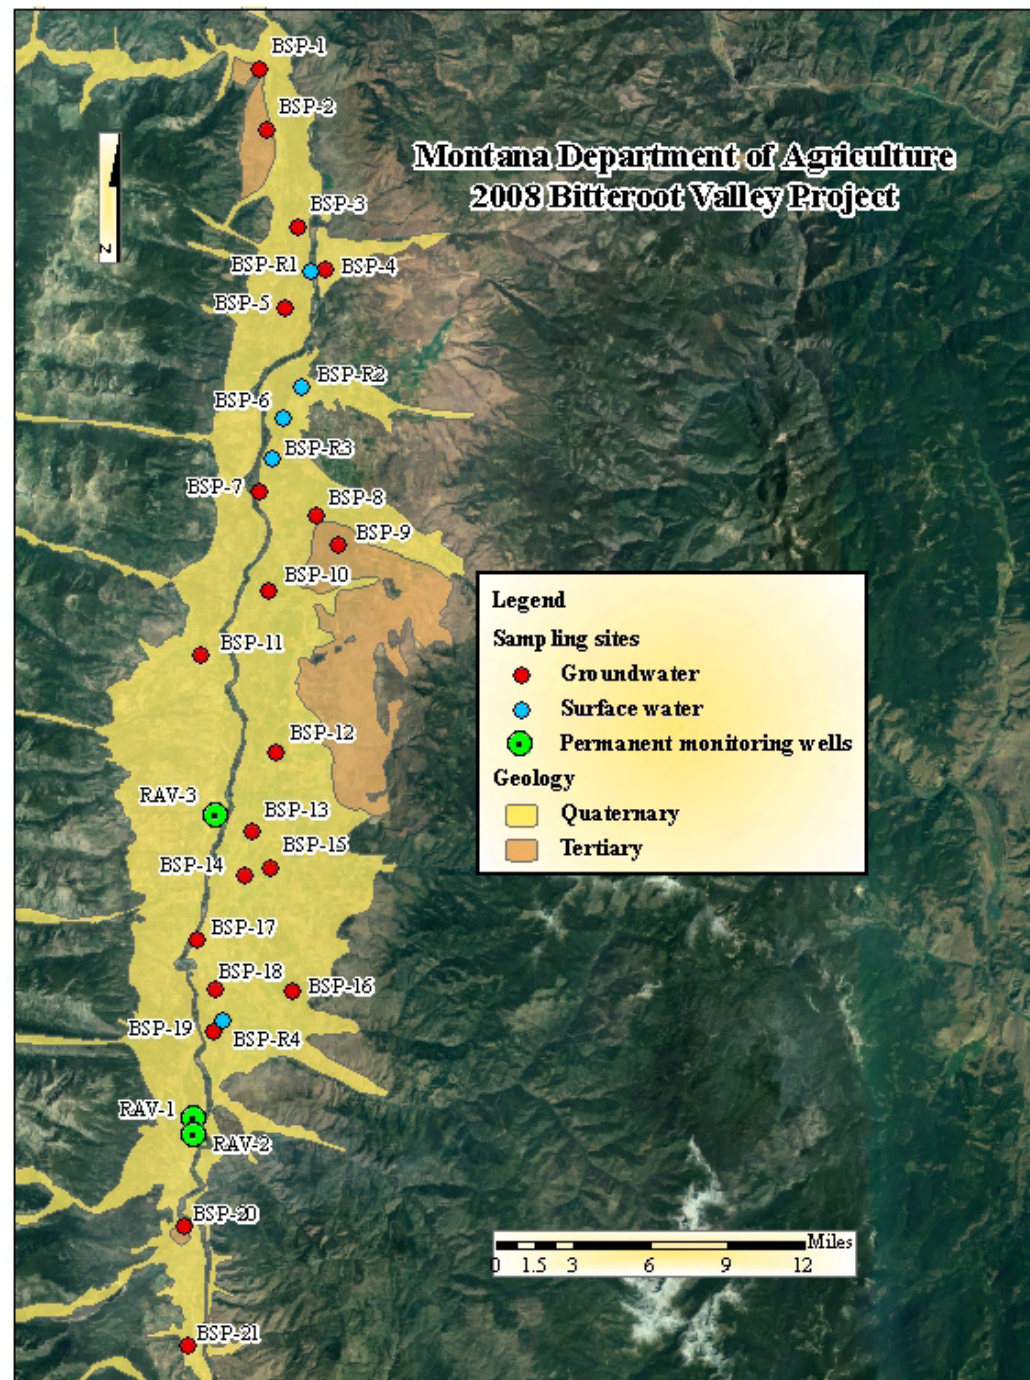 BSP-1
BSP-2
Montana Department of Agriculture
2008 Bitteroot Valley Project
N
BSP-3
BSP-R1
BSP-4
BSP-5
BSP-R2
BSP-6
BSP-R3
BSP-7
BSP-8
BSP-9
BSP-10
BSP-11
BSP-12
RAV-3
BSP-13
BSP-15
BSP-14
BSP-17
BSP-18
BSP-16
BSP-19
BSP-R4
RAV-1
RAV-2
BSP-20
BSP-21
Legend
Sampling sites
Groundwater
Surface water
Permanent monitoring wells
Geology
Quaternary
Tertiary
Miles
0 1.5 3 6 9 12